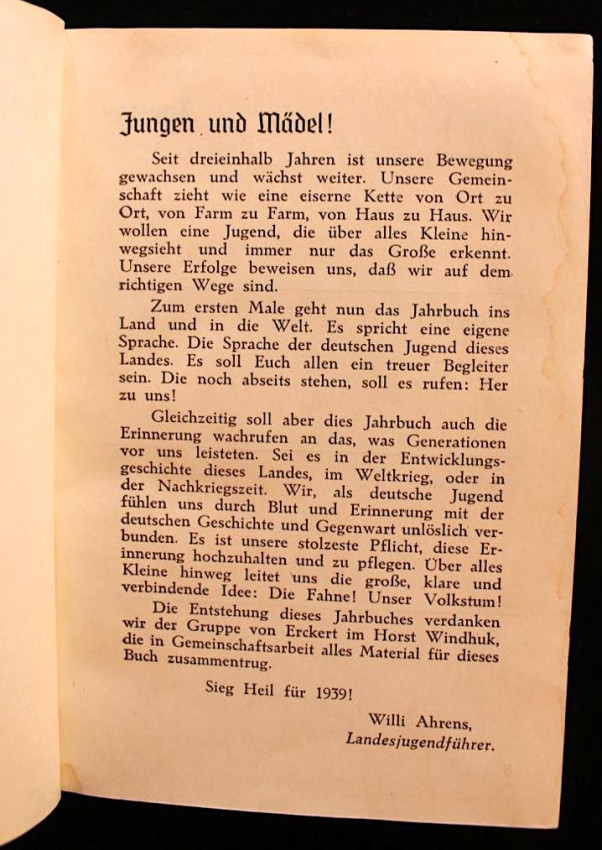 Jungen und Mädel!
Seit dreieinhalb Jahren ist unsere Bewegung
gewachsen und wächst weiter. Unsere Gemein-
schaft zieht wie eine eiserne Kette von Ort zu
Ort, von Farm zu Farm, von Haus zu Haus. Wir
wollen eine Jugend, die über alles Kleine hin-
wegsieht und immer nur das Große erkennt.
Unsere Erfolge beweisen uns, daß wir auf dem
richtigen Wege sind.
Zum ersten Male geht nun das Jahrbuch ins
Land und in die Welt. Es spricht eine eigene
Sprache. Die Sprache der deutschen Jugend dieses
Landes. Es soll Euch allen ein treuer Begleiter
sein. Die noch abseits stehen, soll es rufen: Her
zu uns!
Gleichzeitig soll aber dies Jahrbuch auch die
Erinnerung wachrufen an das, was Generationen
vor uns leisteten. Sei es in der Entwicklungs-
geschichte dieses Landes, im Weltkrieg, oder in
der Nachkriegszeit. Wir, als deutsche Jugend
fühlen uns durch Blut und Erinnerung mit der
deutschen Geschichte und Gegenwart unlöslich ver-
bunden. Es ist unsere stolzeste Pflicht, diese Er-
innerung hochzuhalten und zu pflegen. Über alles
Kleine hinweg leitet uns die große, klare und
verbindende Idee: Die Fahne! Unser Volkstum!
Die Entstehung dieses Jahrbuches verdanken
wir der Gruppe von Erckert im Horst Windhuk,
die in Gemeinschaftsarbeit alles Material für dieses
Buch zusammentrug.
Sieg Heil für 1939!
Willi Ahrens,
Landesjugendführer.